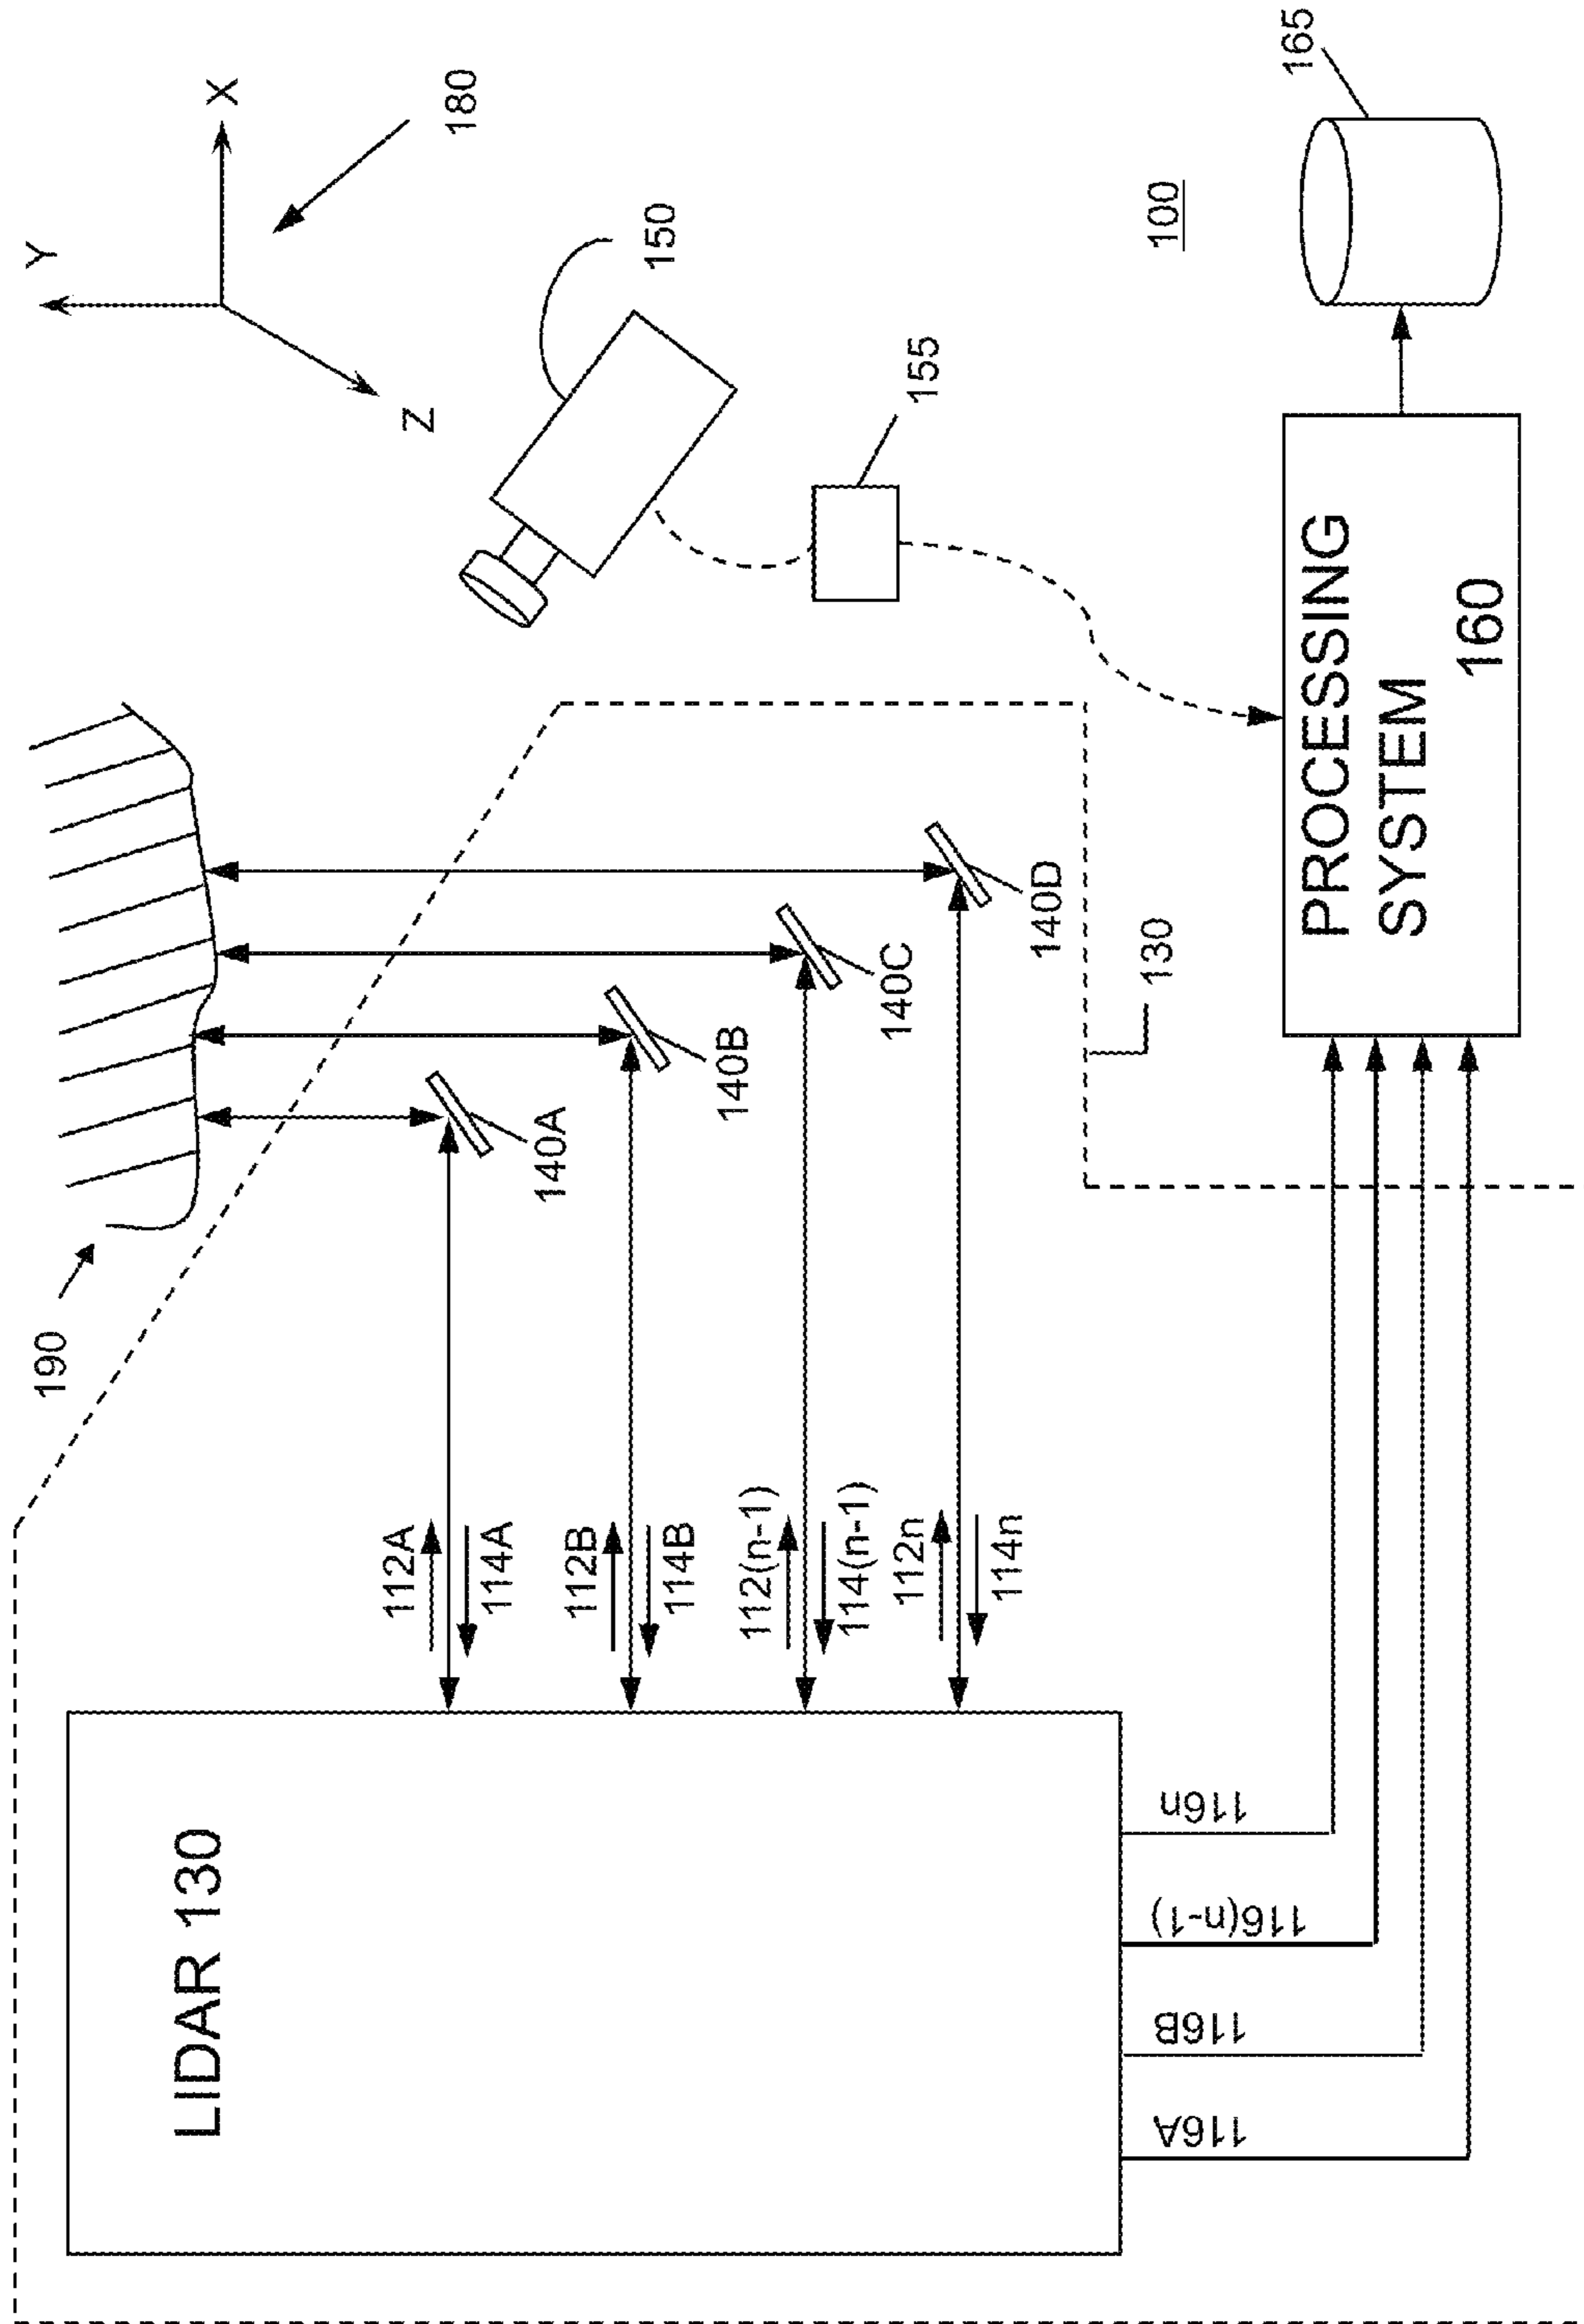 Y
X
Z
180
190
150
155
112A
114A
140A
112B
114B
140B
112(n-1)
114(n-1)
140C
112n
114n
140D
130
LIDAR 130
116A
116B
116(n-1)
116n
100
PROCESSING
SYSTEM
160
165